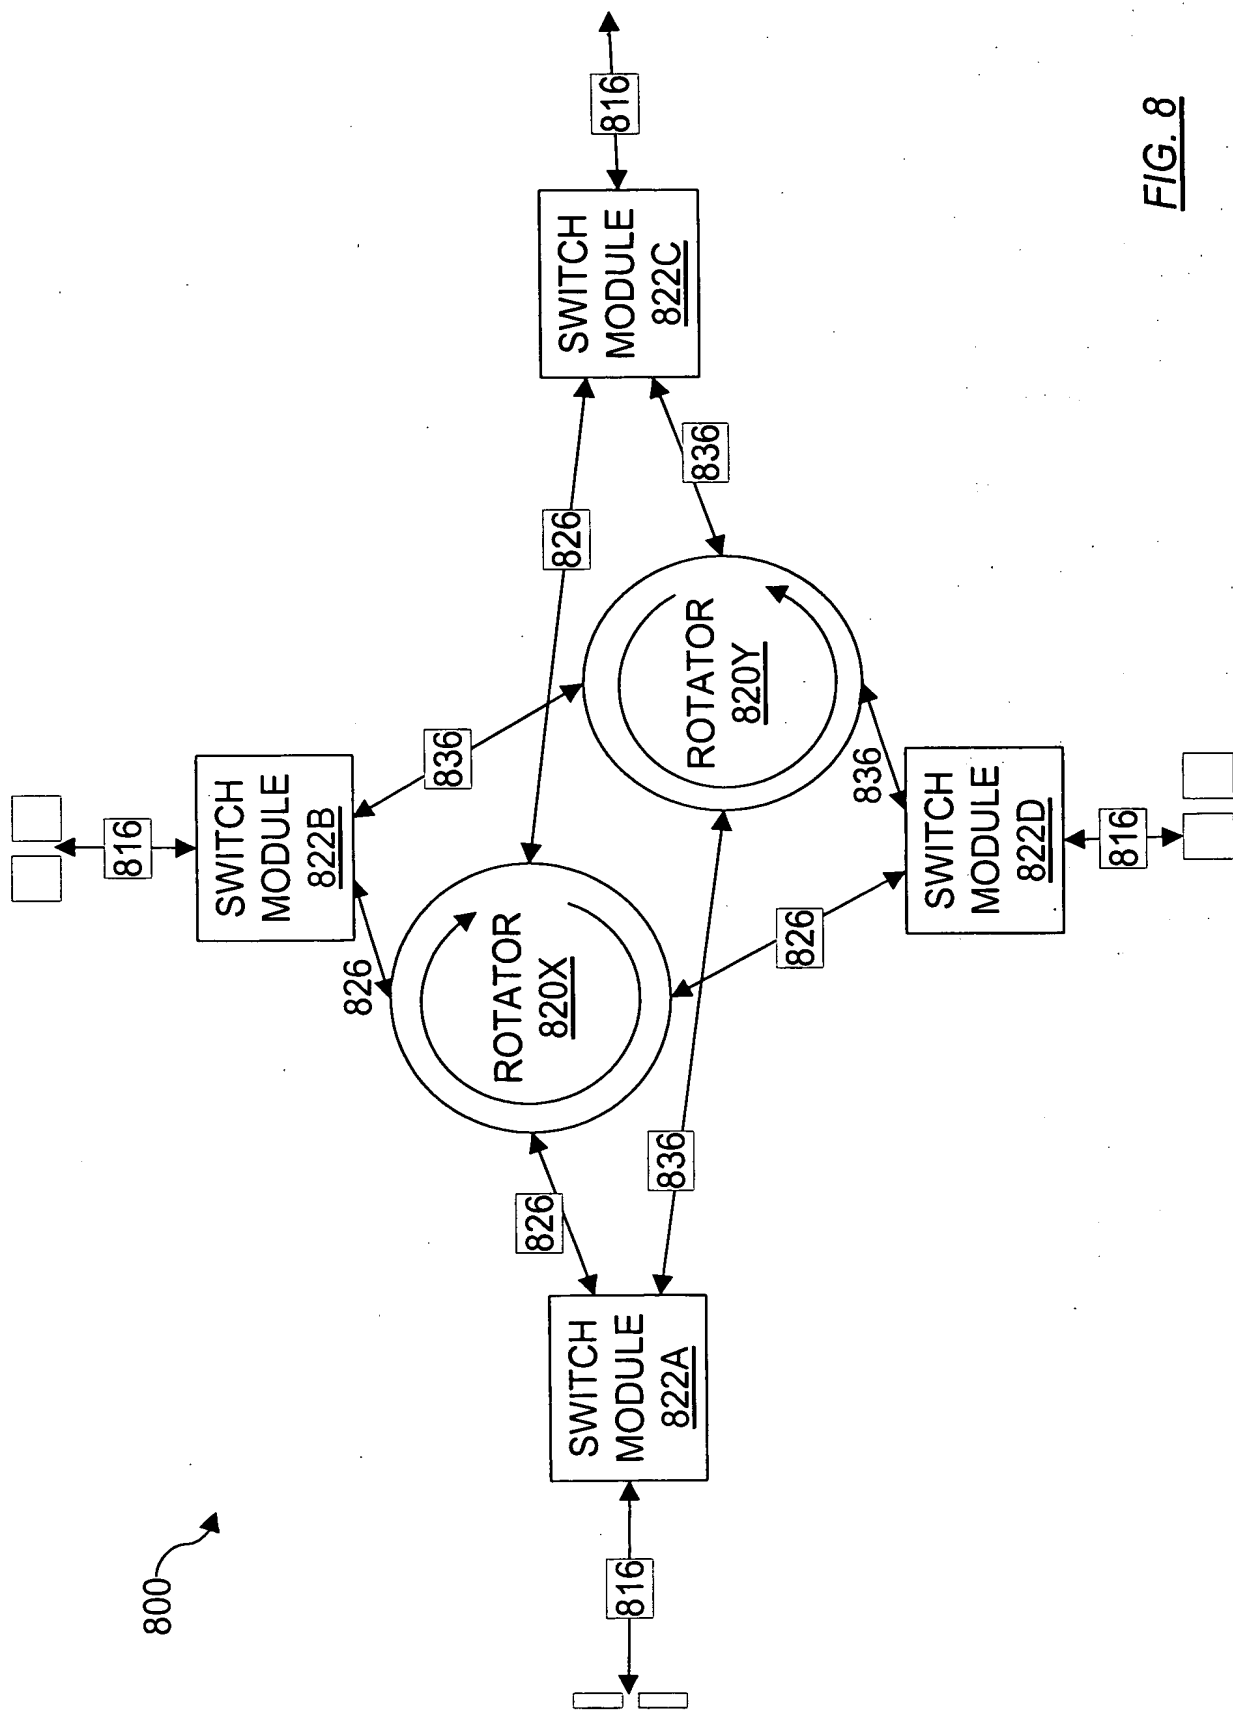 800
816
SWITCH
MODULE
822B
826
836
816
SWITCH
MODULE
822A
826
ROTATOR
820X
826
SWITCH
MODULE
822C
816
836
ROTATOR
820Y
836
826
836
SWITCH
MODULE
822D
816
FIG. 8